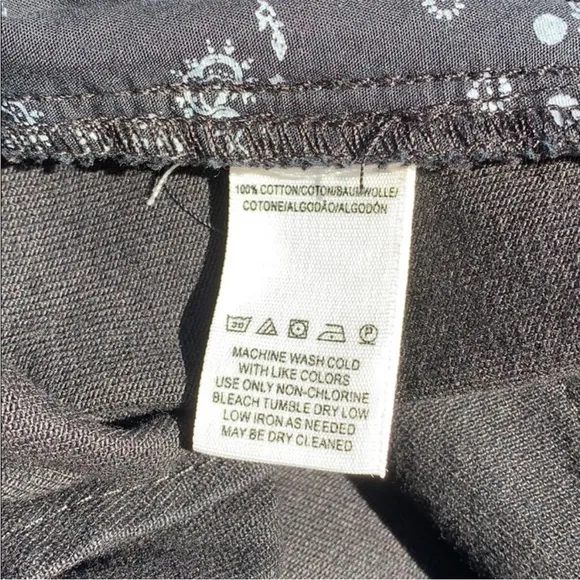 100% COTTON/COTON/BAUMWOLLE/
COTONE/ALGODÃO/ALGODÓN
30 P
MACHINE WASH COLD
WITH LIKE COLORS
USE ONLY NON-CHLORINE
BLEACH TUMBLE DRY LOW
LOW IRON AS NEEDED
MAY BE DRY CLEANED